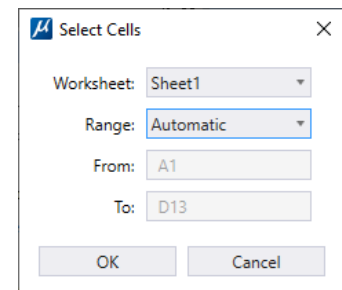 μ Select Cells
Worksheet: Sheet1
Range: Automatic
From: A1
To: D13
OK Cancel